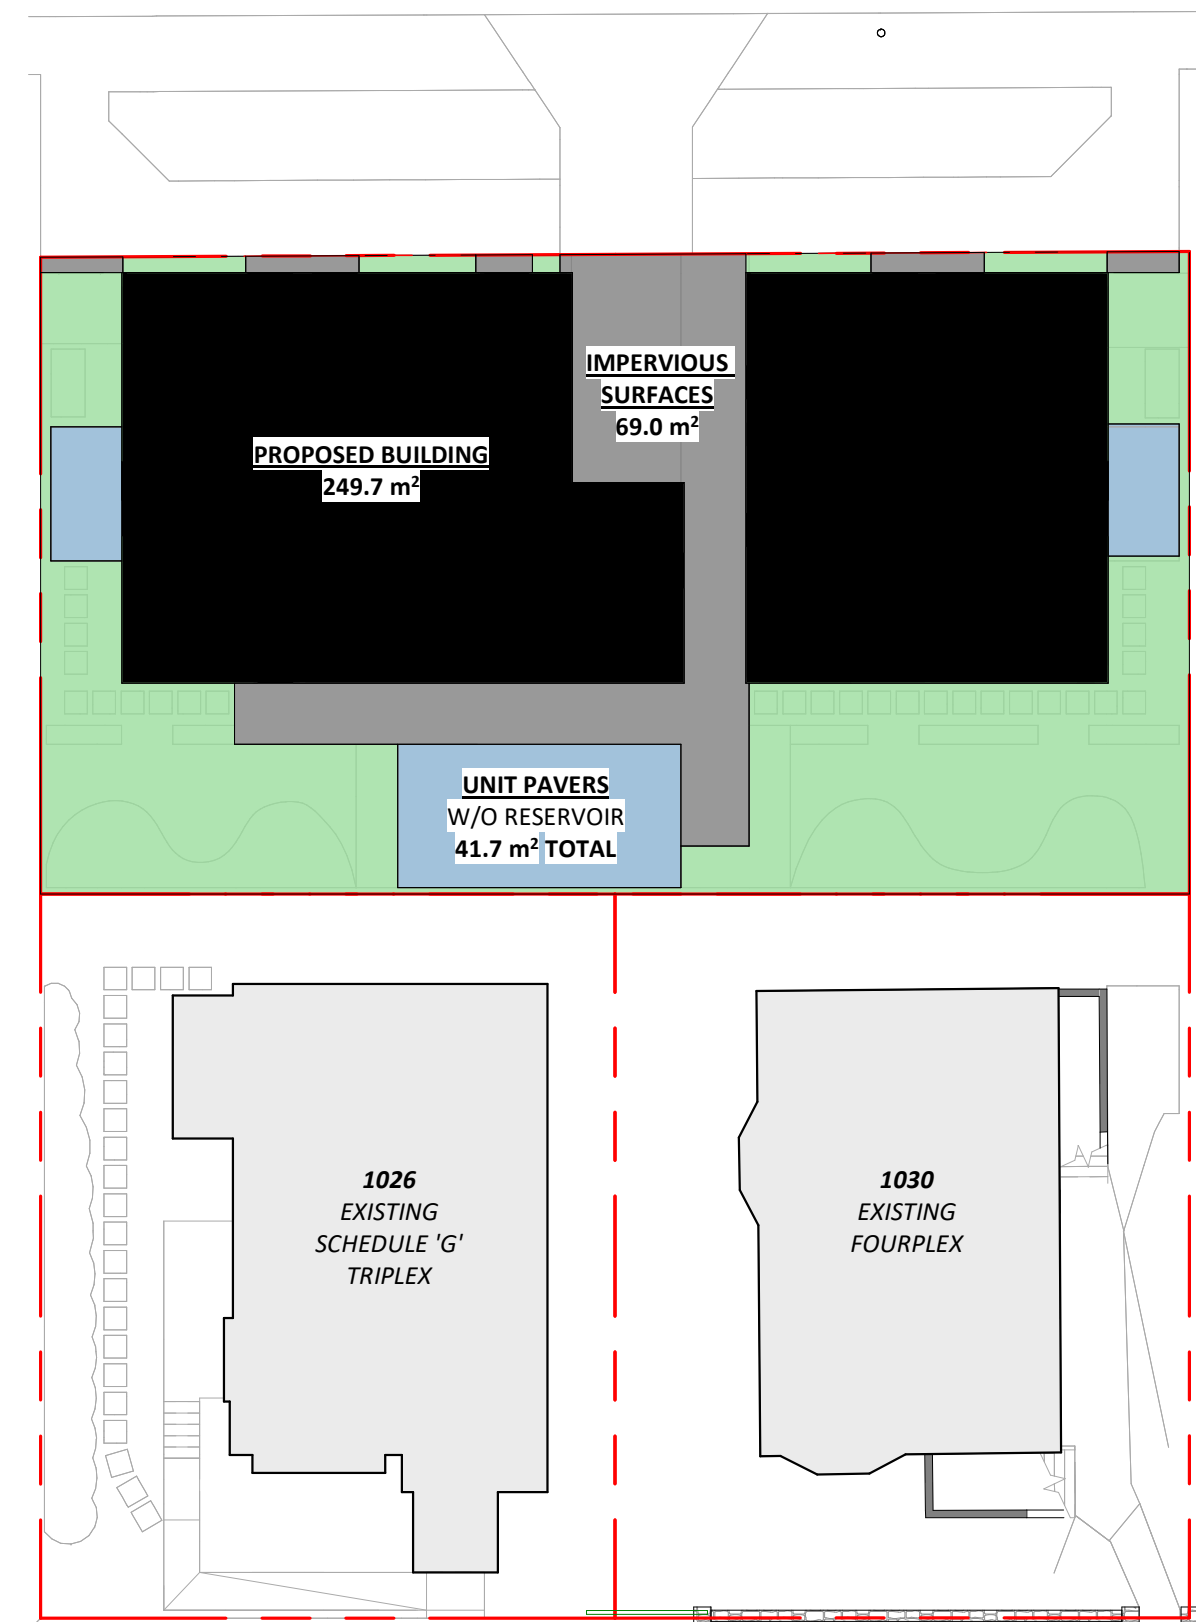 IMPERVIOUS
SURFACES
69.0 m²
PROPOSED BUILDING
249.7 m²
UNIT PAVERS
W/O RESERVOIR
41.7 m² TOTAL
1026
EXISTING
SCHEDULE 'G'
TRIPLEX
1030
EXISTING
FOURPLEX